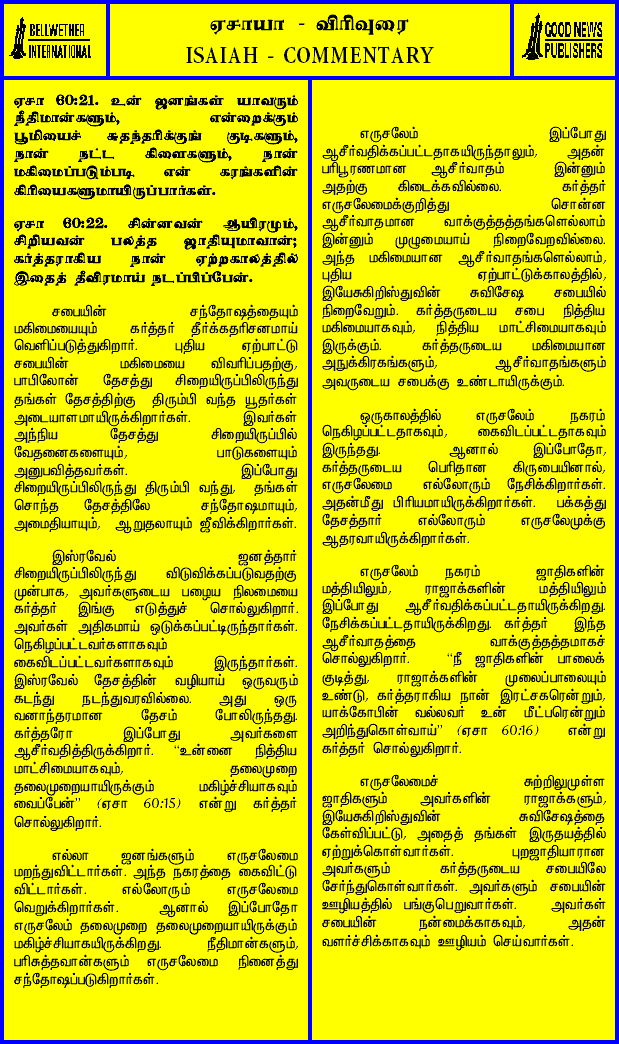 BELLWETHER
INTERNATIONAL
ஏசாயா - விரிவுரை
ISAIAH - COMMENTARY
GOOD NEWS
PUBLISHERS
ஏசா 60:21. உன் ஜனங்கள் யாவரும்
நீதிமான்களும், என்றைக்கும்
பூமியைச் சுதந்தரிக்குங் குடிகளும்,
நான் நட்ட கிளைகளும், நான்
மகிமைப்படும்படி என் கரங்களின்
கிரியைகளுமாயிருப்பார்கள்.
ஏசா 60:22. சின்னவன் ஆயிரமும்,
சிறியவன் பலத்த ஜாதியுமாவான்;
கர்த்தராகிய நான் ஏற்றகாலத்தில்
இதைத் தீவிரமாய் நடப்பிப்பேன்.
சபையின் சந்தோஷத்தையும்
மகிமையையும் கர்த்தர் தீர்க்கதரிசனமாய்
வெளிப்படுத்துகிறார். புதிய ஏற்பாட்டு
சபையின் மகிமையை விவரிப்பதற்கு,
பாபிலோன் தேசத்து சிறையிருப்பிலிருந்து
தங்கள் தேசத்திற்கு திரும்பி வந்த யூதர்கள்
அடையாளமாயிருக்கிறார்கள். இவர்கள்
அந்நிய தேசத்து சிறையிருப்பில்
வேதனைகளையும், பாடுகளையும்
அனுபவித்தவர்கள். இப்போது
சிறையிருப்பிலிருந்து திரும்பி வந்து, தங்கள்
சொந்த தேசத்திலே சந்தோஷமாயும்,
அமைதியாயும், ஆறுதலாயும் ஜீவிக்கிறார்கள்.
இஸ்ரவேல் ஜனத்தார்
சிறையிருப்பிலிருந்து விடுவிக்கப்படுவதற்கு
முன்பாக, அவர்களுடைய பழைய நிலமையை
கர்த்தர் இங்கு எடுத்துச் சொல்லுகிறார்.
அவர்கள் அதிகமாய் ஒடுக்கப்பட்டிருந்தார்கள்.
நெகிழப்பட்டவர்களாகவும்
கைவிடப்பட்டவர்களாகவும் இருந்தார்கள்.
இஸ்ரவேல் தேசத்தின் வழியாய் ஒருவரும்
கடந்து நடந்துவரவில்லை. அது ஒரு
வனாந்தரமான தேசம் போலிருந்தது.
கர்த்தரோ இப்போது அவர்களை
ஆசீர்வதித்திருக்கிறார். “உன்னை நித்திய
மாட்சிமையாகவும், தலைமுறை
தலைமுறையாயிருக்கும் மகிழ்ச்சியாகவும்
வைப்பேன்” (ஏசா 60:15) என்று கர்த்தர்
சொல்லுகிறார்.
எல்லா ஜனங்களும் எருசலேமை
மறந்துவிட்டார்கள். அந்த நகரத்தை கைவிட்டு
விட்டார்கள். எல்லோரும் எருசலேமை
வெறுக்கிறார்கள். ஆனால் இப்போதோ
எருசலேம் தலைமுறை தலைமுறையாயிருக்கும்
மகிழ்ச்சியாகயிருக்கிறது. நீதிமான்களும்,
பரிசுத்தவான்களும் எருசலேமை நினைத்து
சந்தோஷப்படுகிறார்கள்.
எருசலேம் இப்போது
ஆசீர்வதிக்கப்பட்டதாகயிருந்தாலும், அதன்
பரிபூரணமான ஆசீர்வாதம் இன்னும்
அதற்கு கிடைக்கவில்லை. கர்த்தர்
எருசலேமைக்குறித்து சொன்ன
ஆசீர்வாதமான வாக்குத்தத்தங்களெல்லாம்
இன்னும் முழுமையாய் நிறைவேறவில்லை.
அந்த மகிமையான ஆசீர்வாதங்களெல்லாம்,
புதிய ஏற்பாட்டுக்காலத்தில்,
இயேசுகிறிஸ்துவின் சுவிசேஷ சபையில்
நிறைவேறும். கர்த்தருடைய சபை நித்திய
மகிமையாகவும், நித்திய மாட்சிமையாகவும்
இருக்கும். கர்த்தருடைய மகிமையான
அநுக்கிரகங்களும், ஆசீர்வாதங்களும்
அவருடைய சபைக்கு உண்டாயிருக்கும்.
ஒருகாலத்தில் எருசலேம் நகரம்
நெகிழப்பட்டதாகவும், கைவிடப்பட்டதாகவும்
இருந்தது. ஆனால் இப்போதோ,
கர்த்தருடைய பெரிதான கிருபையினால்,
எருசலேமை எல்லோரும் நேசிக்கிறார்கள்.
அதன்மீது பிரியமாயிருக்கிறார்கள். பக்கத்து
தேசத்தார் எல்லோரும் எருசலேமுக்கு
ஆதரவாயிருக்கிறார்கள்.
எருசலேம் நகரம் ஜாதிகளின்
மத்தியிலும், ராஜாக்களின் மத்தியிலும்
இப்போது ஆசீர்வதிக்கப்பட்டதாயிருக்கிறது.
நேசிக்கப்பட்டதாயிருக்கிறது. கர்த்தர் இந்த
ஆசீர்வாதத்தை வாக்குத்தத்தமாகச்
சொல்லுகிறார். “நீ ஜாதிகளின் பாலைக்
குடித்து, ராஜாக்களின் முலைப்பாலையும்
உண்டு, கர்த்தராகிய நான் இரட்சகரென்றும்,
யாக்கோபின் வல்லவர் உன் மீட்பரென்றும்
அறிந்துகொள்வாய்” (ஏசா 60:16) என்று
கர்த்தர் சொல்லுகிறார்.
எருசலேமைச் சுற்றிலுமுள்ள
ஜாதிகளும் அவர்களின் ராஜாக்களும்,
இயேசுகிறிஸ்துவின் சுவிசேஷத்தை
கேள்விப்பட்டு, அதைத் தங்கள் இருதயத்தில்
ஏற்றுக்கொள்வார்கள். புறஜாதியாரான
அவர்களும் கர்த்தருடைய சபையிலே
சேர்ந்துகொள்வார்கள். அவர்களும் சபையின்
ஊழியத்தில் பங்குபெறுவார்கள். அவர்கள்
சபையின் நன்மைக்காகவும், அதன்
வளர்ச்சிக்காகவும் ஊழியம் செய்வார்கள்.